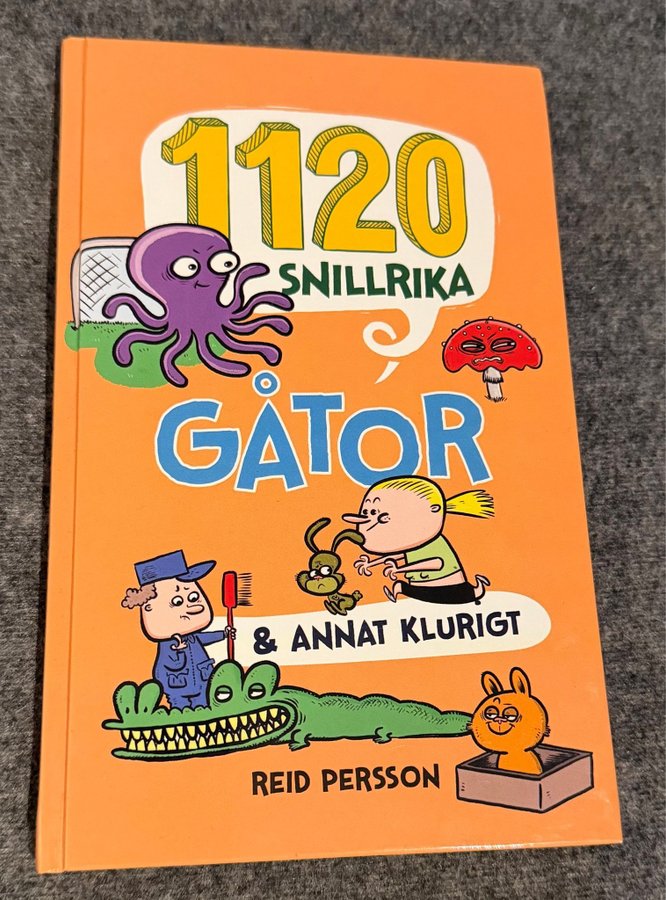 1120
SNILLRIKA
GÅTOR
& ANNAT KLURIGT
REID PERSSON